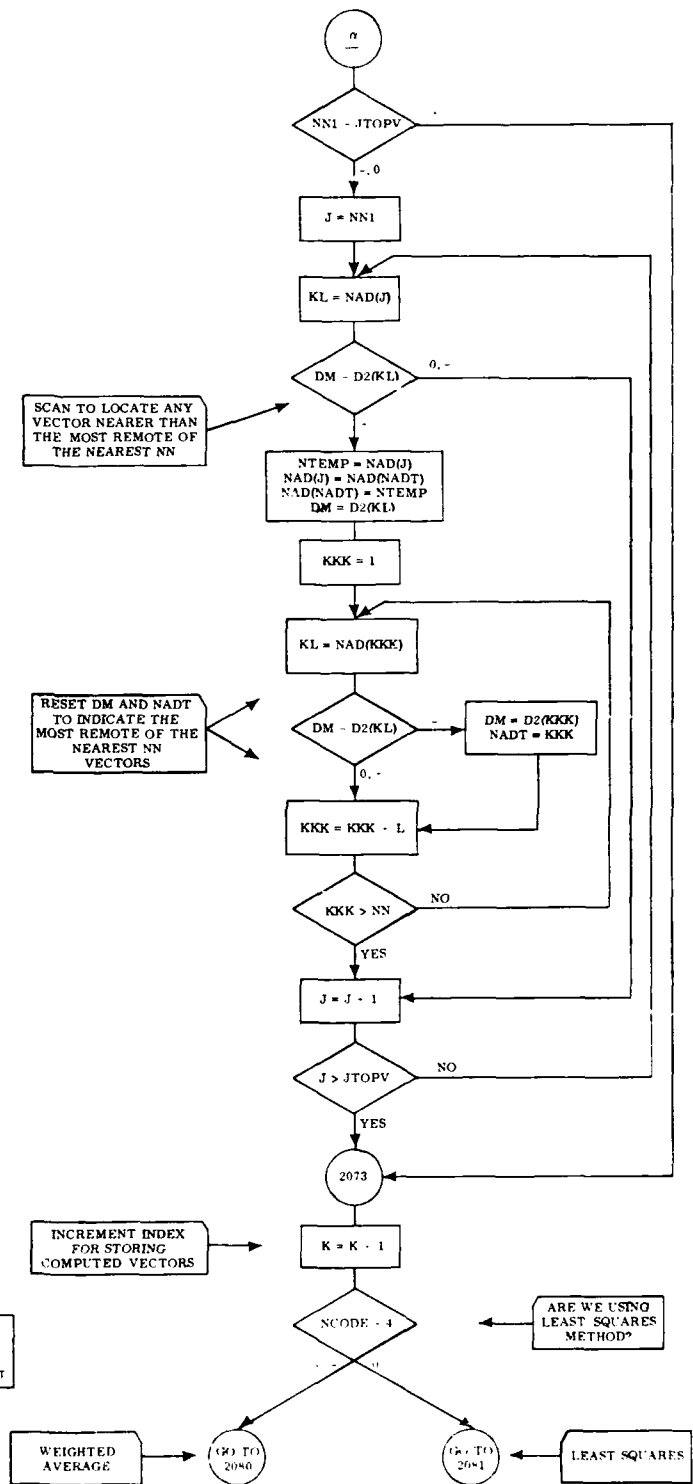 α
NN1 - JTOPV
-, 0
J = NN1
KL = NAD(J)
DM - D2(KL)
0, -
SCAN TO LOCATE ANY
VECTOR NEARER THAN
THE MOST REMOTE OF
THE NEAREST NN
NTEMP = NAD(J)
NAD(J) = NAD(NADT)
NAD(NADT) = NTEMP
DM = D2(KL)
KKK = 1
KL = NAD(KKK)
RESET DM AND NADT
TO INDICATE THE
MOST REMOTE OF THE
NEAREST NN
VECTORS
DM - D2(KL)
-
DM = D2(KKK)
NADT = KKK
0, -
KKK = KKK - L
KKK > NN
NO
YES
J = J - 1
J > JTOPV
NO
YES
2073
INCREMENT INDEX
FOR STORING
COMPUTED VECTORS
K = K - 1
NCODE - 4
ARE WE USING
LEAST SQUARES
METHOD?
0
T
WEIGHTED
AVERAGE
GO TO
2080
GO TO
2081
LEAST SQUARES